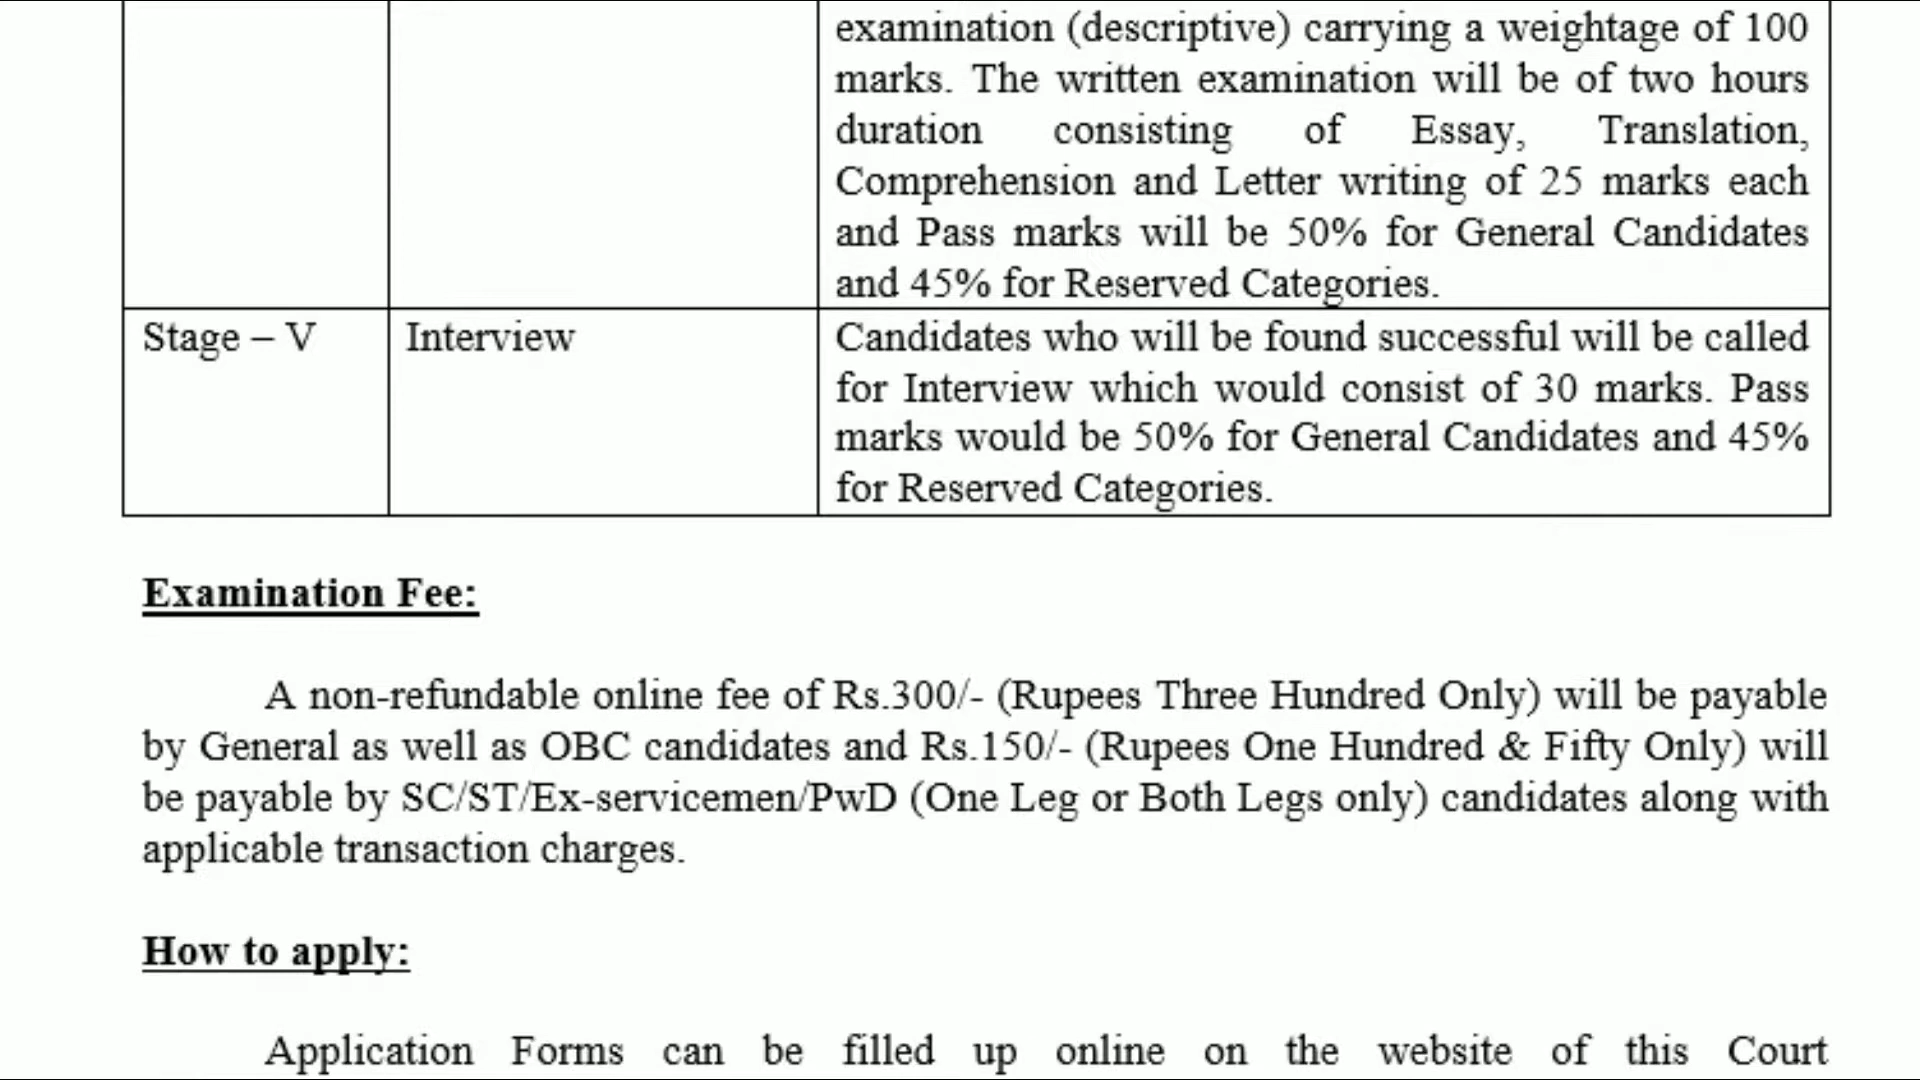 examination (descriptive) carrying a weightage of 100
marks. The written examination will be of two hours
duration consisting of Essay, Translation,
Comprehension and Letter writing of 25 marks each
and Pass marks will be 50% for General Candidates
and 45% for Reserved Categories.
Stage – V
Interview
Candidates who will be found successful will be called
for Interview which would consist of 30 marks. Pass
marks would be 50% for General Candidates and 45%
for Reserved Categories.
Examination Fee:
A non-refundable online fee of Rs.300/- (Rupees Three Hundred Only) will be payable
by General as well as OBC candidates and Rs.150/- (Rupees One Hundred & Fifty Only) will
be payable by SC/ST/Ex-servicemen/PwD (One Leg or Both Legs only) candidates along with
applicable transaction charges.
How to apply:
Application Forms can be filled up online on the website of this Court